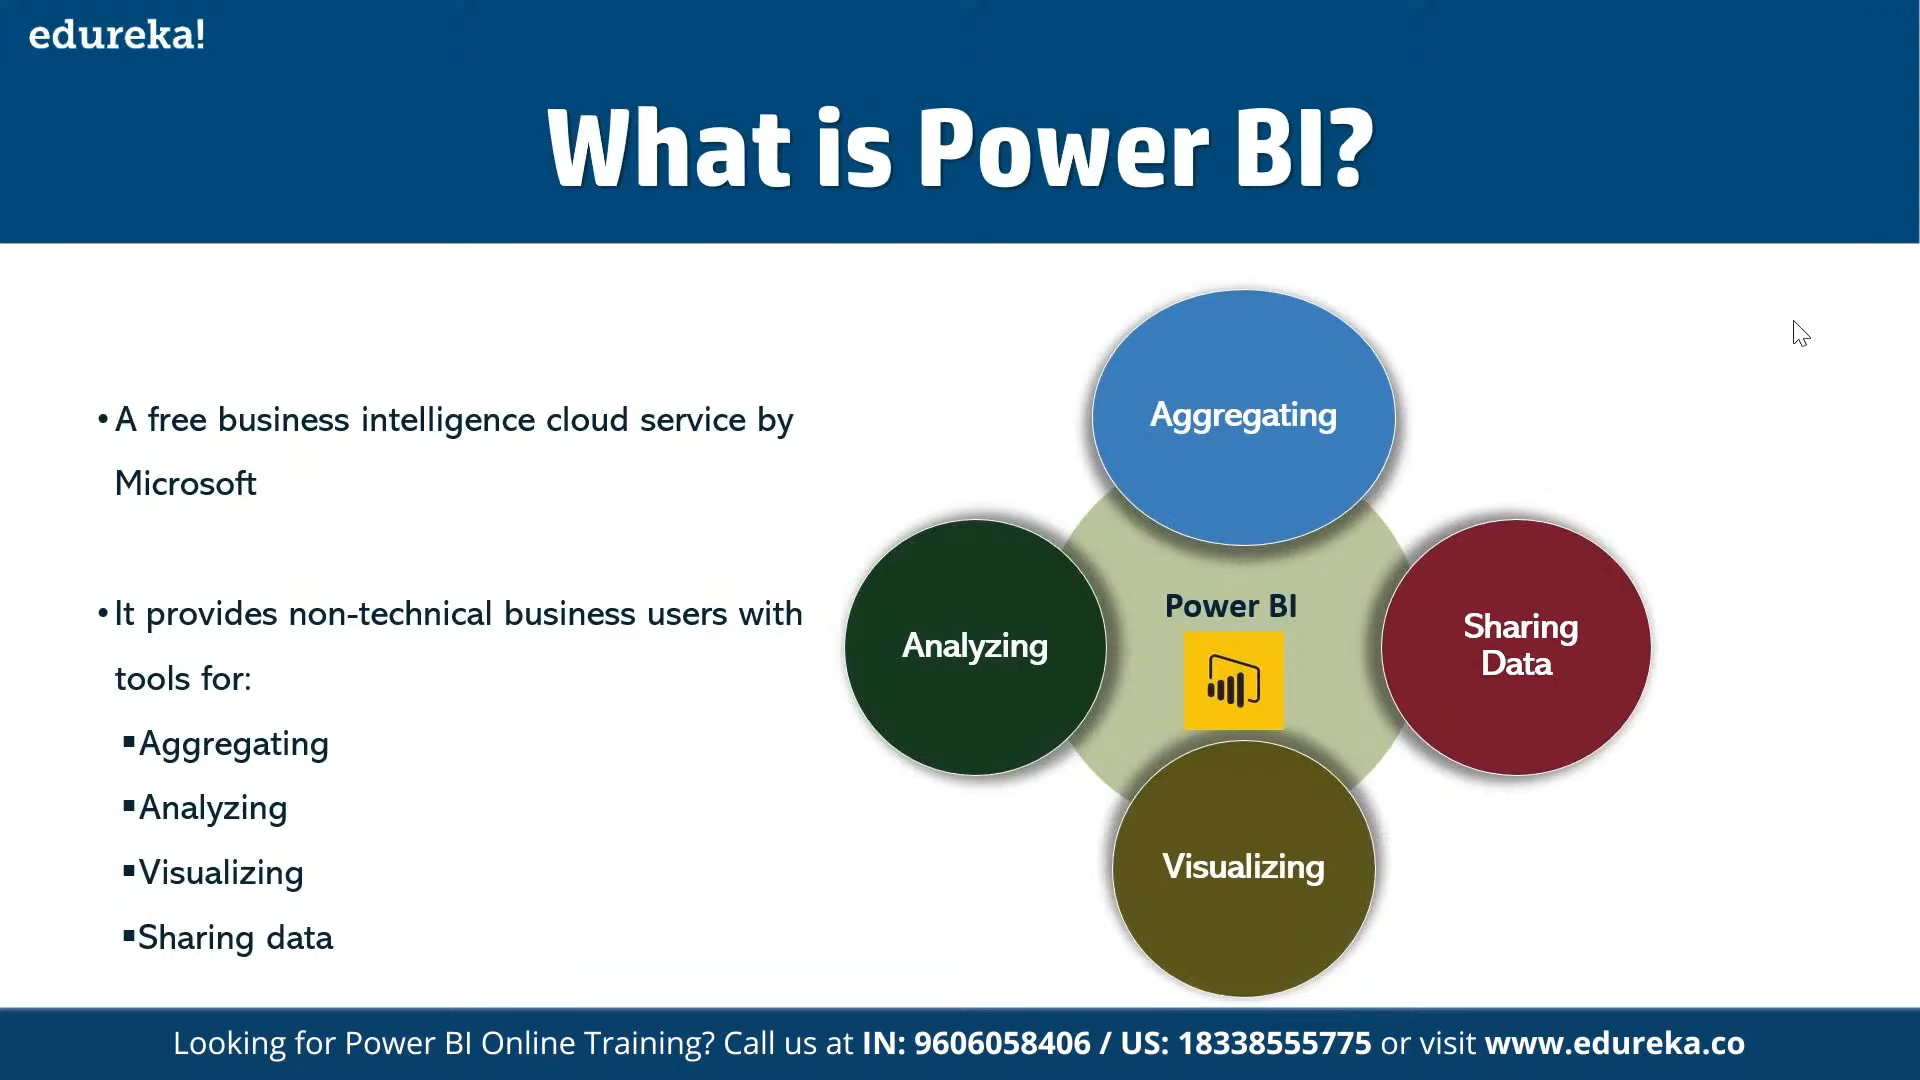 edureka!
What is Power BI?
• A free business intelligence cloud service by
Microsoft
• It provides non-technical business users with
tools for:
▪Aggregating
▪Analyzing
▪Visualizing
▪Sharing data
Aggregating
Analyzing
Power BI
Sharing
Data
Visualizing
Looking for Power BI Online Training? Call us at IN: 9606058406 / US: 18338555775 or visit www.edureka.co